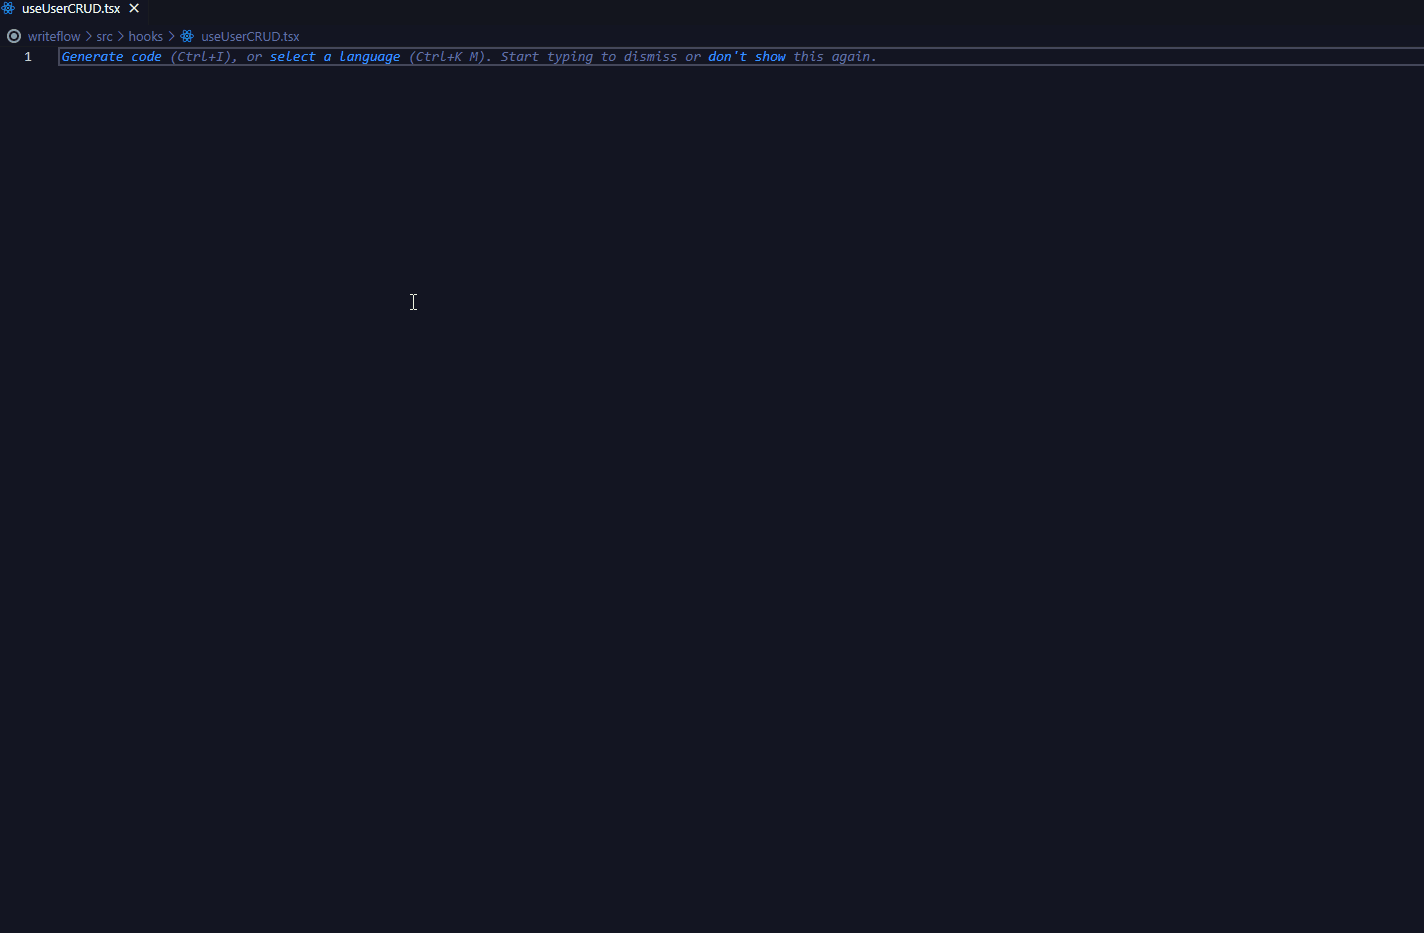 useUserCRUD.tsx
writeflow > src > hooks > useUserCRUD.tsx
1 Generate code (Ctrl+I), or select a language (Ctrl+K M). Start typing to dismiss or don't show this again.